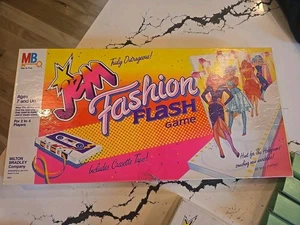 MB
Truly Outrageous!
JEM
Fashion
FLASH
Game
Ages
7 and Up
For 2 to 4
Players
MILTON
BRADLEY
Company
Includes Cassette Tape!